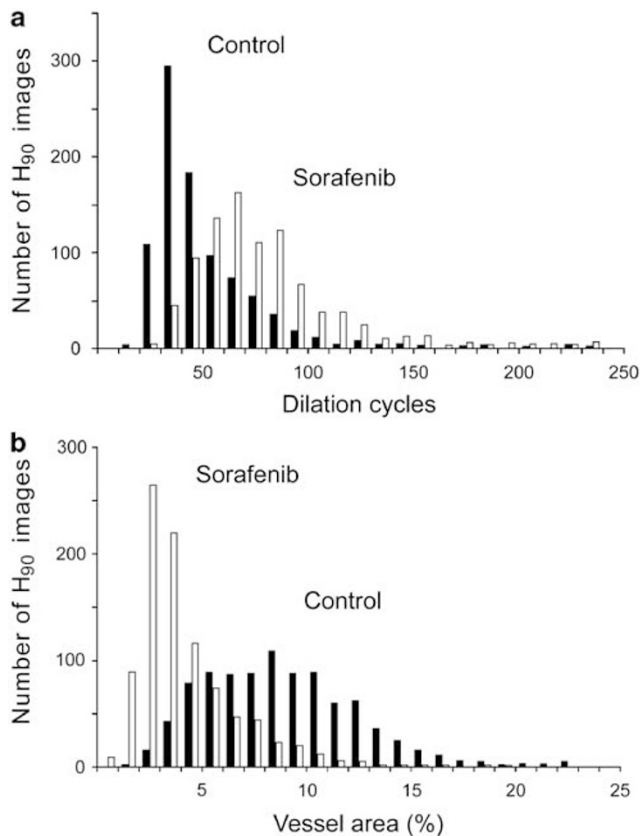 a
Control
Sorafenib
Number of H90 images
300
200
100
0
50
100
150
200
250
Dilation cycles
b
Sorafenib
Control
Number of H90 images
300
200
100
0
5
10
15
20
25
Vessel area (%)